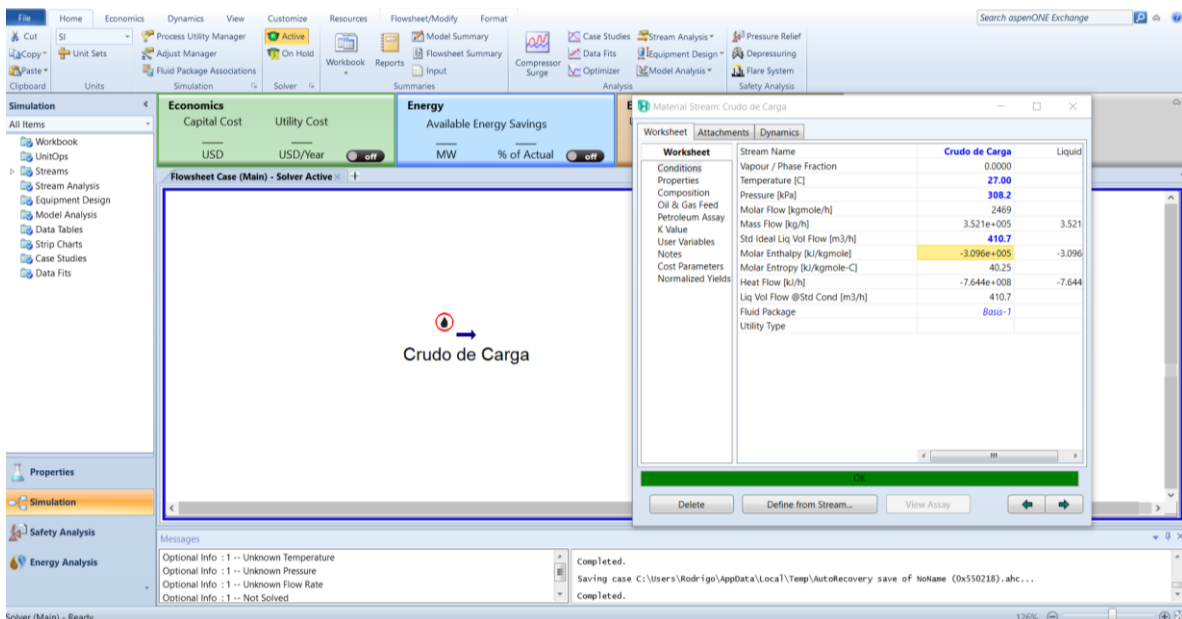 File Home Economics Dynamics View Customize Resources Flowsheet/Modify Format Search aspenONE Exchange
Cut SI Process Utility Manager Active Model Summary Case Studies Stream Analysis Pressure Relief
Copy Unit Sets Adjust Manager On Hold Workbook Reports Flowsheet Summary Compressor Surge Data Fits Equipment Design Depressuring
Paste Fluid Package Associations Input Optimizer Model Analysis Flare System
Clipboard Units Simulation Solver Summaries Analysis Safety Analysis
Simulation
All Items
Workbook
UnitOps
Streams
Stream Analysis
Equipment Design
Model Analysis
Data Tables
Strip Charts
Case Studies
Data Fits
Properties
Simulation
Safety Analysis
Energy Analysis
Economics
Capital Cost Utility Cost
USD USD/Year off
Energy
Available Energy Savings
MW % of Actual off
Flowsheet Case (Main) - Solver Active × +
Crudo de Carga
Material Stream: Crudo de Carga
Worksheet Attachments Dynamics
Worksheet
Conditions
Properties
Composition
Oil & Gas Feed
Petroleum Assay
K Value
User Variables
Notes
Cost Parameters
Normalized Yields
Stream Name Crudo de Carga Liquid
Vapour / Phase Fraction 0.0000
Temperature [C] 27.00
Pressure [kPa] 308.2
Molar Flow [kgmole/h] 2469
Mass Flow [kg/h] 3.521e+005 3.521
Std Ideal Liq Vol Flow [m3/h] 410.7
Molar Enthalpy [kJ/kgmole] -3.096e+005 -3.096
Molar Entropy [kJ/kgmole-C] 40.25
Heat Flow [kJ/h] -7.644e+008 -7.644
Liq Vol Flow @Std Cond [m3/h] 410.7
Fluid Package Basis-1
Utility Type
OK
Delete Define from Stream... View Assay
Messages
Optional Info : 1 -- Unknown Temperature
Optional Info : 1 -- Unknown Pressure
Optional Info : 1 -- Unknown Flow Rate
Optional Info : 1 -- Not Solved
Completed.
Saving case C:\Users\Rodrigo\AppData\Local\Temp\AutoRecovery save of NoName (0x550218).ahc...
Completed.
Solver (Main) - Ready 126%